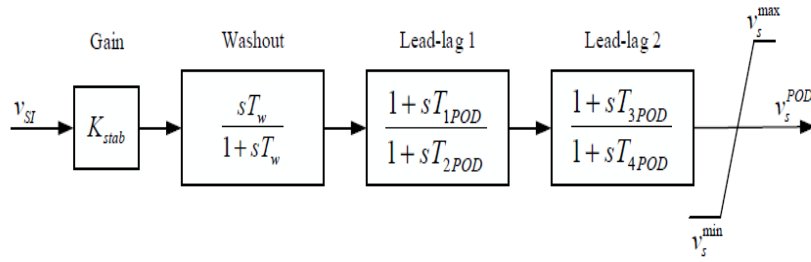 Gain
Washout
Lead-lag 1
Lead-lag 2
v_s^max
v_SI
K_stab
sT_w
1 + sT_w
1 + sT_1POD
1 + sT_2POD
1 + sT_3POD
1 + sT_4POD
v_s^POD
v_s^min